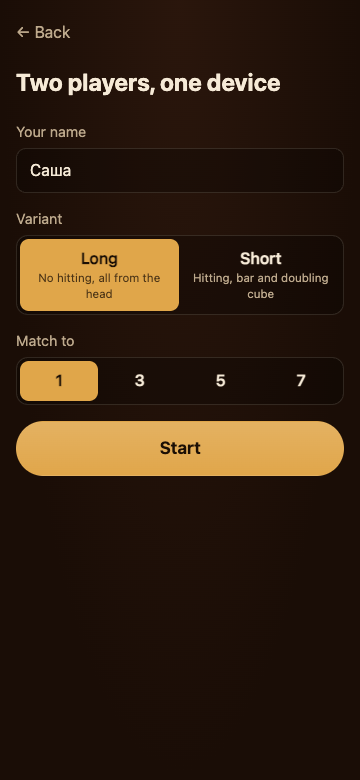 ← Back
Two players, one device
Your name
Саша
Variant
Long
No hitting, all from the
head
Short
Hitting, bar and doubling
cube
Match to
1 3 5 7
Start